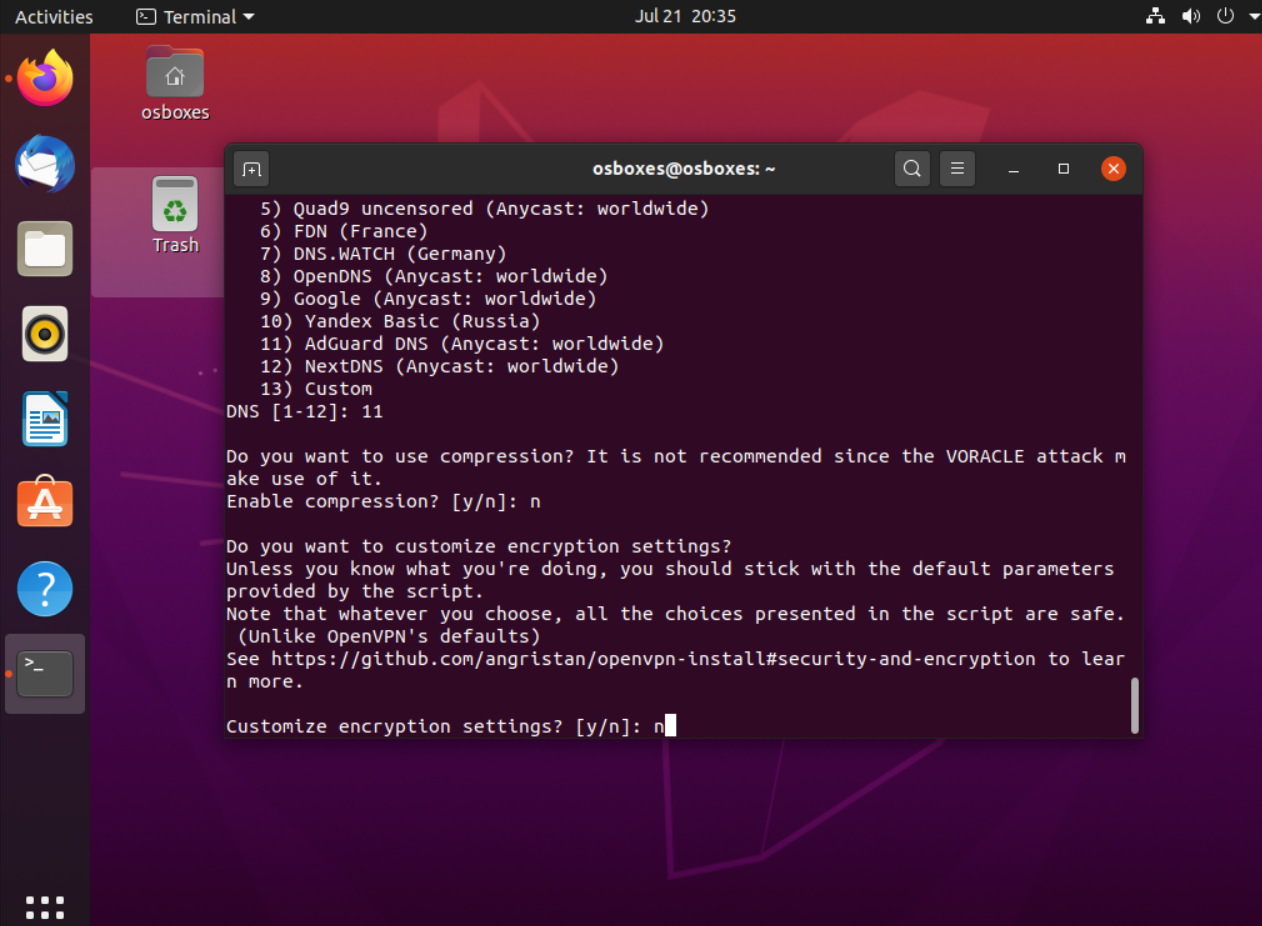 Activities
Terminal
Jul 21 20:35
osboxes
Trash
osboxes@osboxes: ~
5) Quad9 uncensored (Anycast: worldwide)
6) FDN (France)
7) DNS.WATCH (Germany)
8) OpenDNS (Anycast: worldwide)
9) Google (Anycast: worldwide)
10) Yandex Basic (Russia)
11) AdGuard DNS (Anycast: worldwide)
12) NextDNS (Anycast: worldwide)
13) Custom
DNS [1-12]: 11
Do you want to use compression? It is not recommended since the VORACLE attack m
ake use of it.
Enable compression? [y/n]: n
Do you want to customize encryption settings?
Unless you know what you're doing, you should stick with the default parameters
provided by the script.
Note that whatever you choose, all the choices presented in the script are safe.
(Unlike OpenVPN's defaults)
See https://github.com/angristan/openvpn-install#security-and-encryption to lear
n more.
Customize encryption settings? [y/n]: n